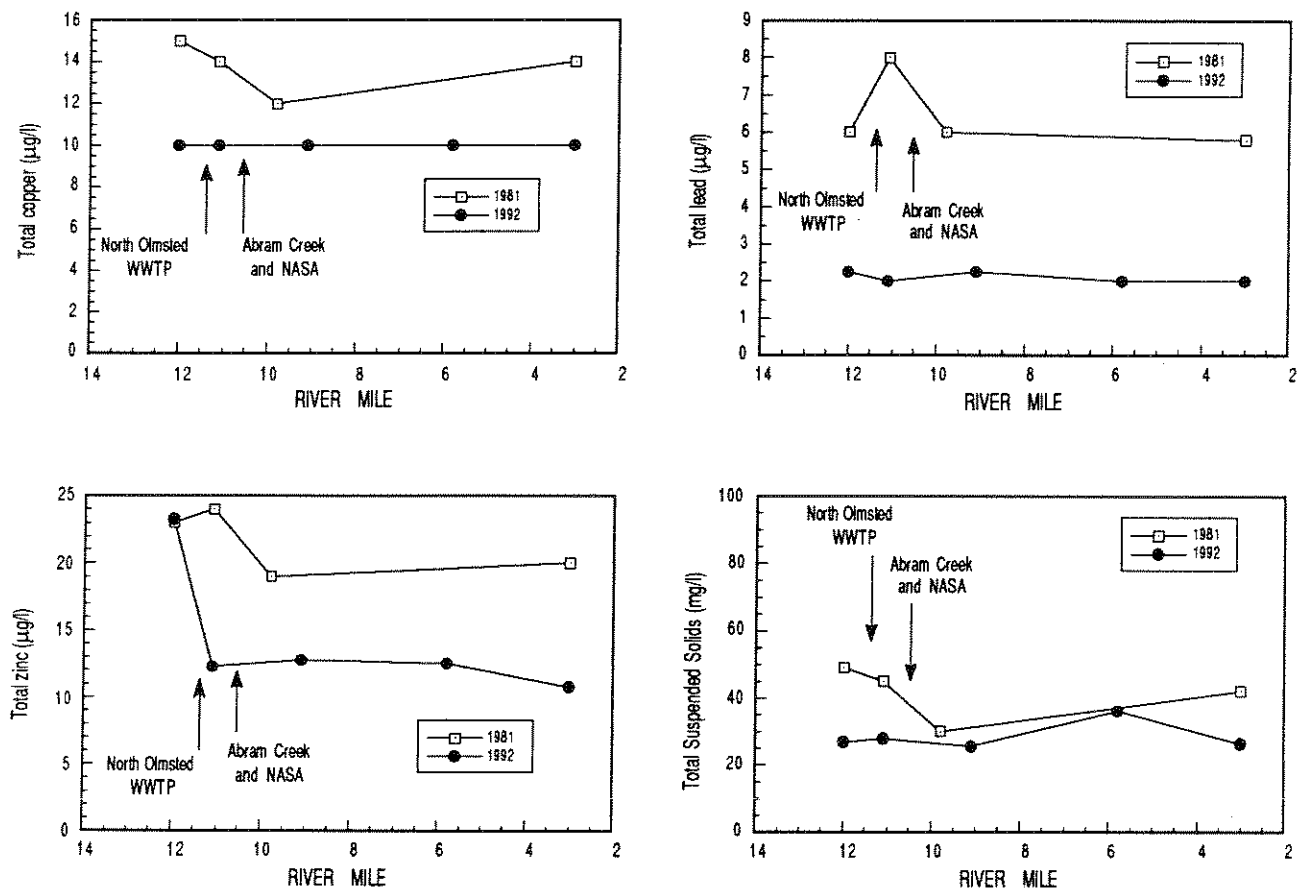 16
14
12
10
8
6
4
2
0
Total copper (µg/l)
North Olmsted
WWTP
Abram Creek
and NASA
1981
1992
14 12 10 8 6 4 2
RIVER MILE
9
8
7
6
5
4
3
2
1
0
Total lead (µg/l)
1981
1992
North Olmsted
WWTP
Abram Creek
and NASA
14 12 10 8 6 4 2
RIVER MILE
25
20
15
10
5
0
Total zinc (µg/l)
North Olmsted
WWTP
Abram Creek
and NASA
1981
1992
14 12 10 8 6 4 2
RIVER MILE
100
80
60
40
20
0
Total Suspended Solids (mg/l)
North Olmsted
WWTP
Abram Creek
and NASA
1981
1992
14 12 10 8 6 4 2
RIVER MILE